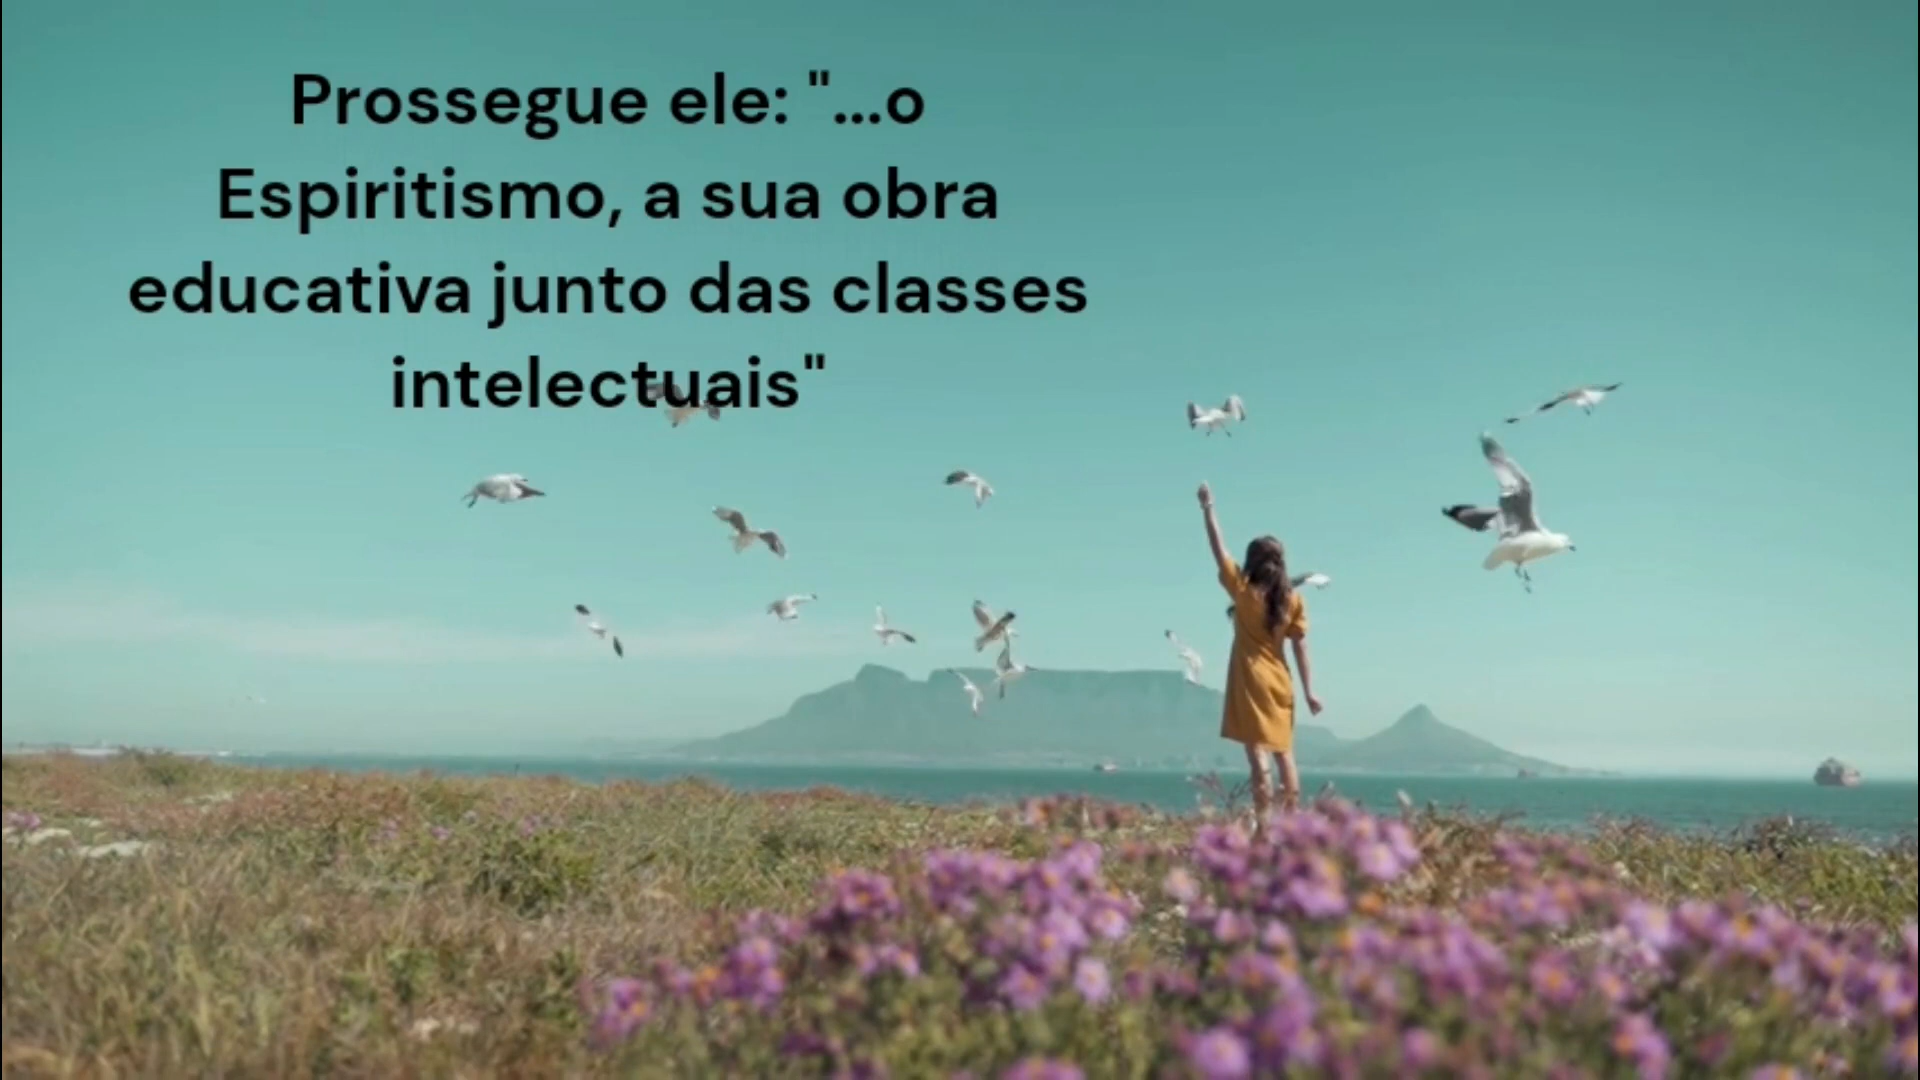 Prossegue ele: "...o
Espiritismo, a sua obra
educativa junto das classes
intelectuais"